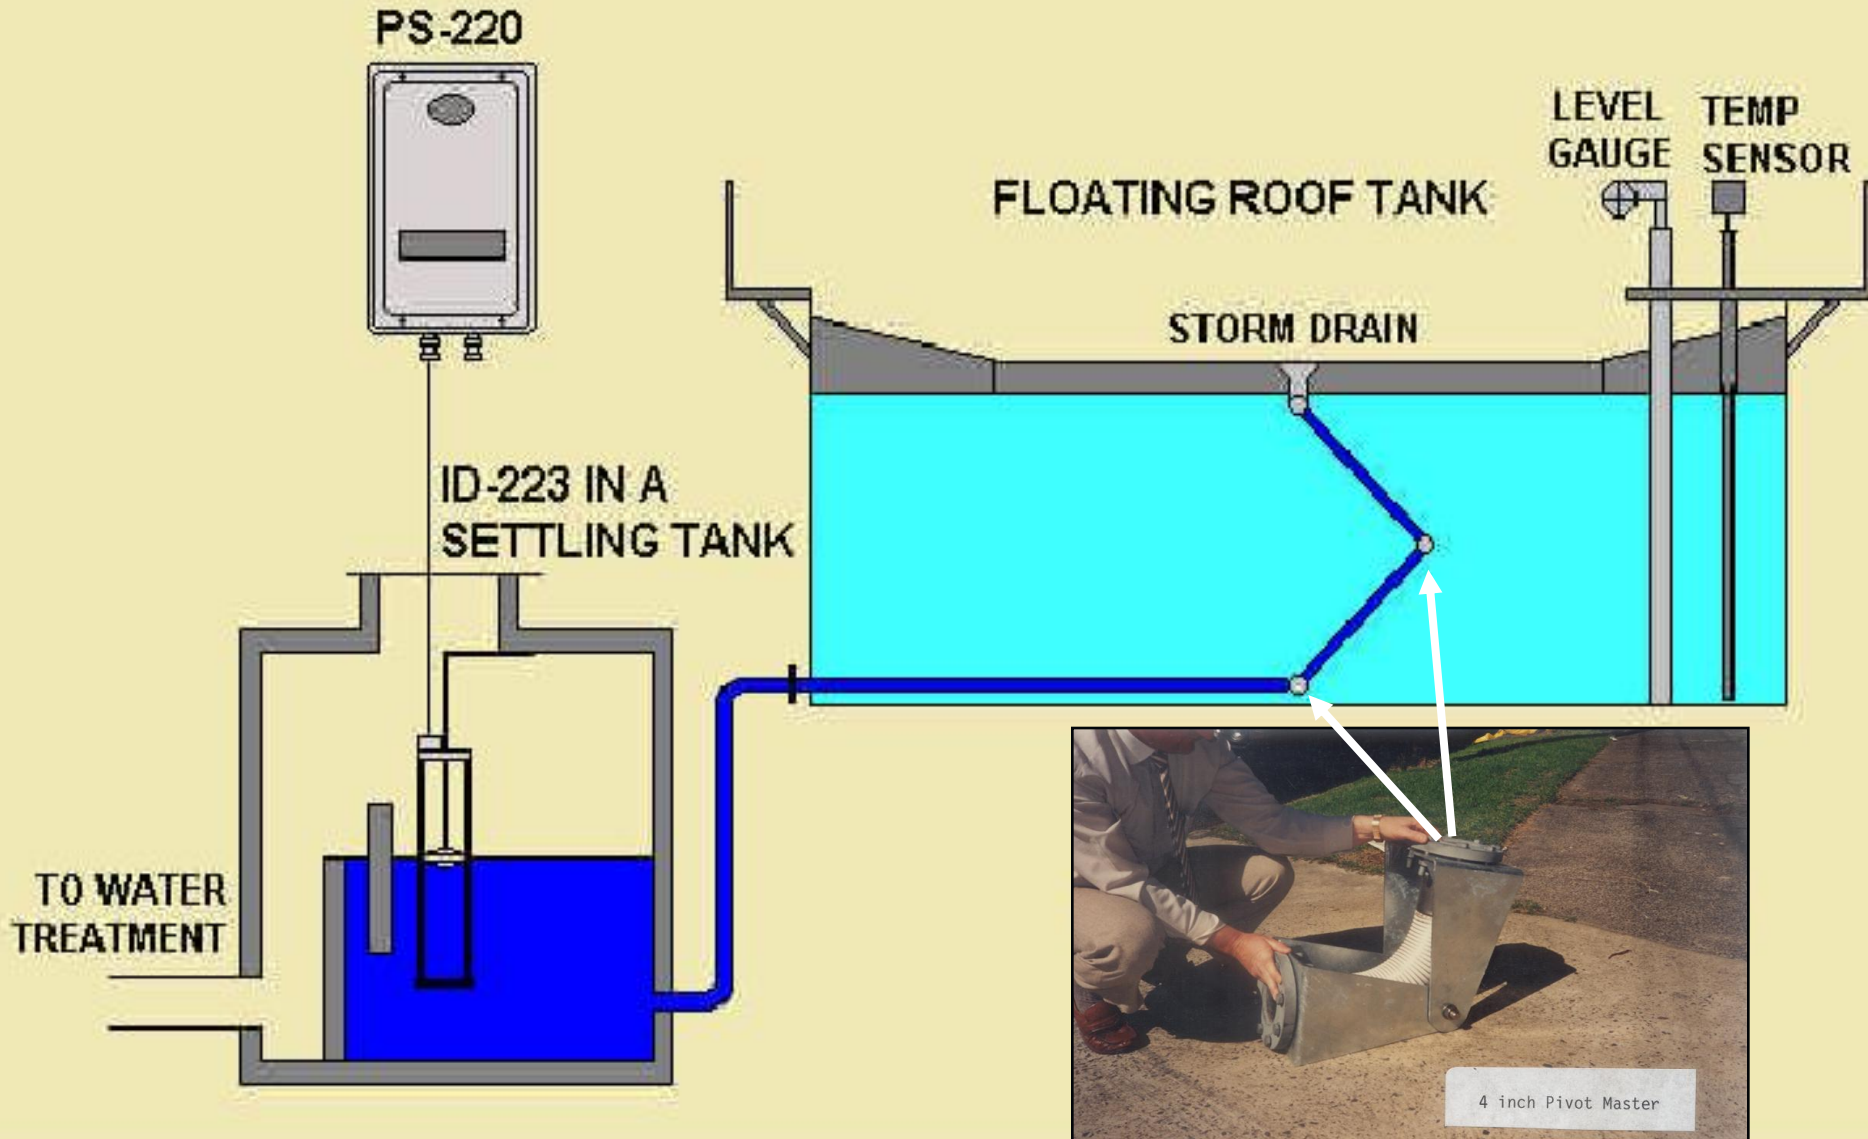 PS-220
LEVEL
GAUGE
TEMP
SENSOR
FLOATING ROOF TANK
STORM DRAIN
ID-223 IN A
SETTLING TANK
TO WATER
TREATMENT
4 inch Pivot Master